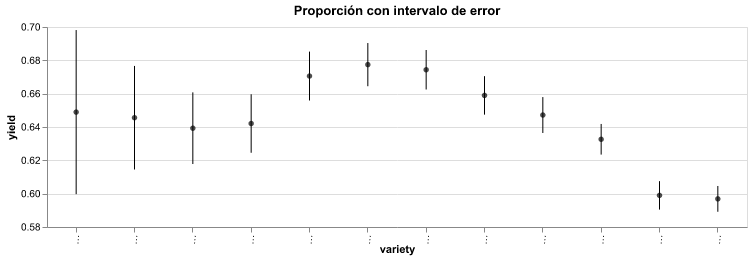 Proporción con intervalo de error
0.70
0.68
0.66
0.64
0.62
0.60
0.58
yield
... ... ... ... ... ... ... ... ... ... ... ...
variety